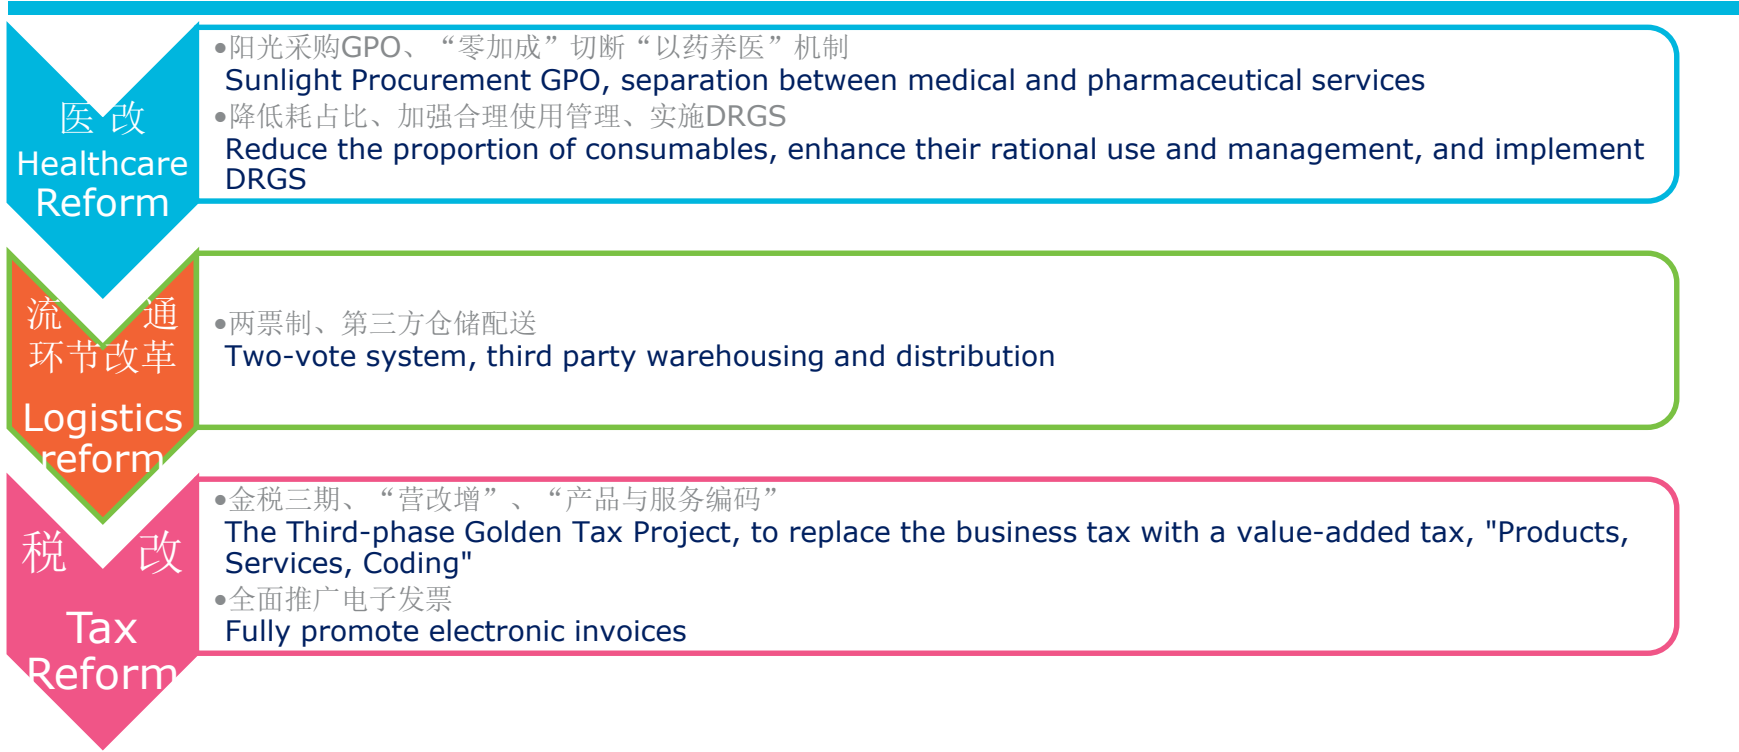 医 改
Healthcare
Reform
•阳光采购GPO、“零加成”切断“以药养医”机制
Sunlight Procurement GPO, separation between medical and pharmaceutical services
•降低耗占比、加强合理使用管理、实施DRGS
Reduce the proportion of consumables, enhance their rational use and management, and implement
DRGS
流 通
环节改革
Logistics
reform
•两票制、第三方仓储配送
Two-vote system, third party warehousing and distribution
税 改
Tax
Reform
•金税三期、“营改增”、“产品与服务编码”
The Third-phase Golden Tax Project, to replace the business tax with a value-added tax, "Products,
Services, Coding"
•全面推广电子发票
Fully promote electronic invoices